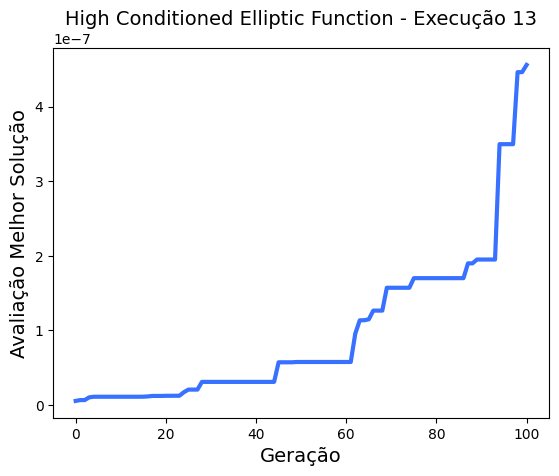 High Conditioned Elliptic Function - Execução 13
1e−7
Avaliação Melhor Solução
4
3
2
1
0
0 20 40 60 80 100
Geração